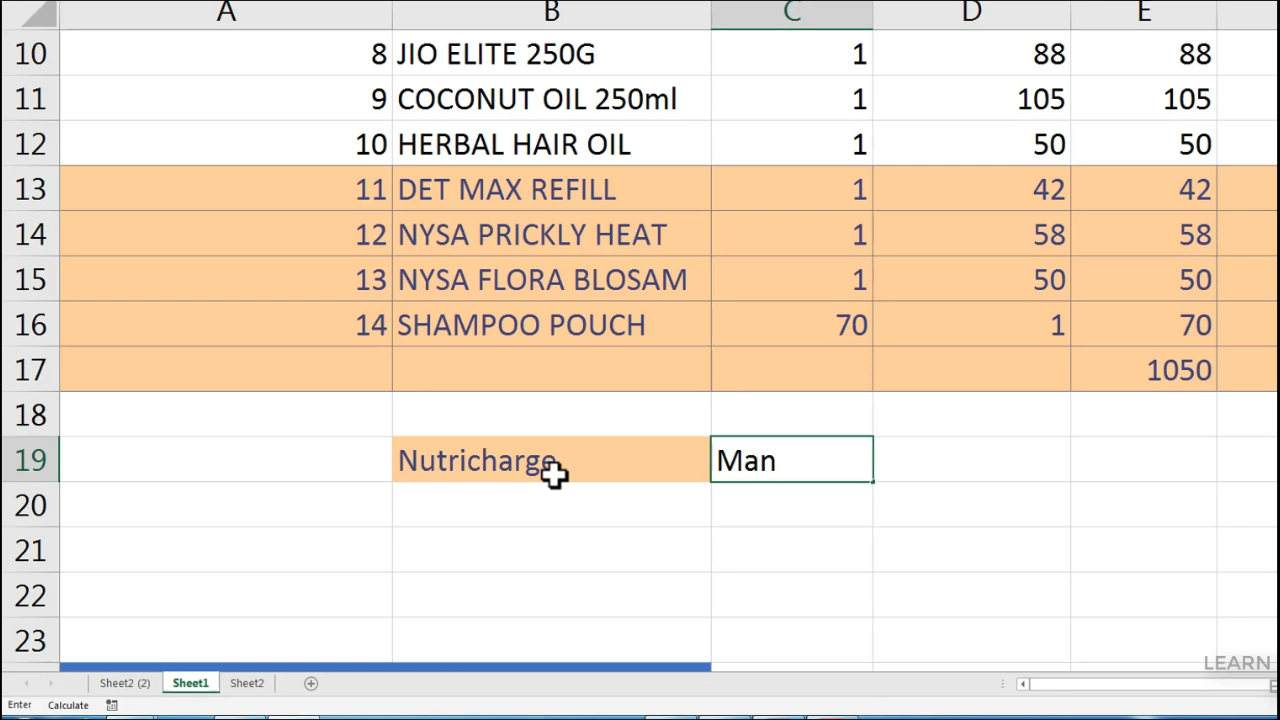 A B C D E
10 8 JIO ELITE 250G 1 88 88
11 9 COCONUT OIL 250ml 1 105 105
12 10 HERBAL HAIR OIL 1 50 50
13 11 DET MAX REFILL 1 42 42
14 12 NYSA PRICKLY HEAT 1 58 58
15 13 NYSA FLORA BLOSAM 1 50 50
16 14 SHAMPOO POUCH 70 1 70
17 1050
18
19 Nutricharge Man
20
21
22
23
LEARN
Sheet2 (2) Sheet1 Sheet2
Enter Calculate